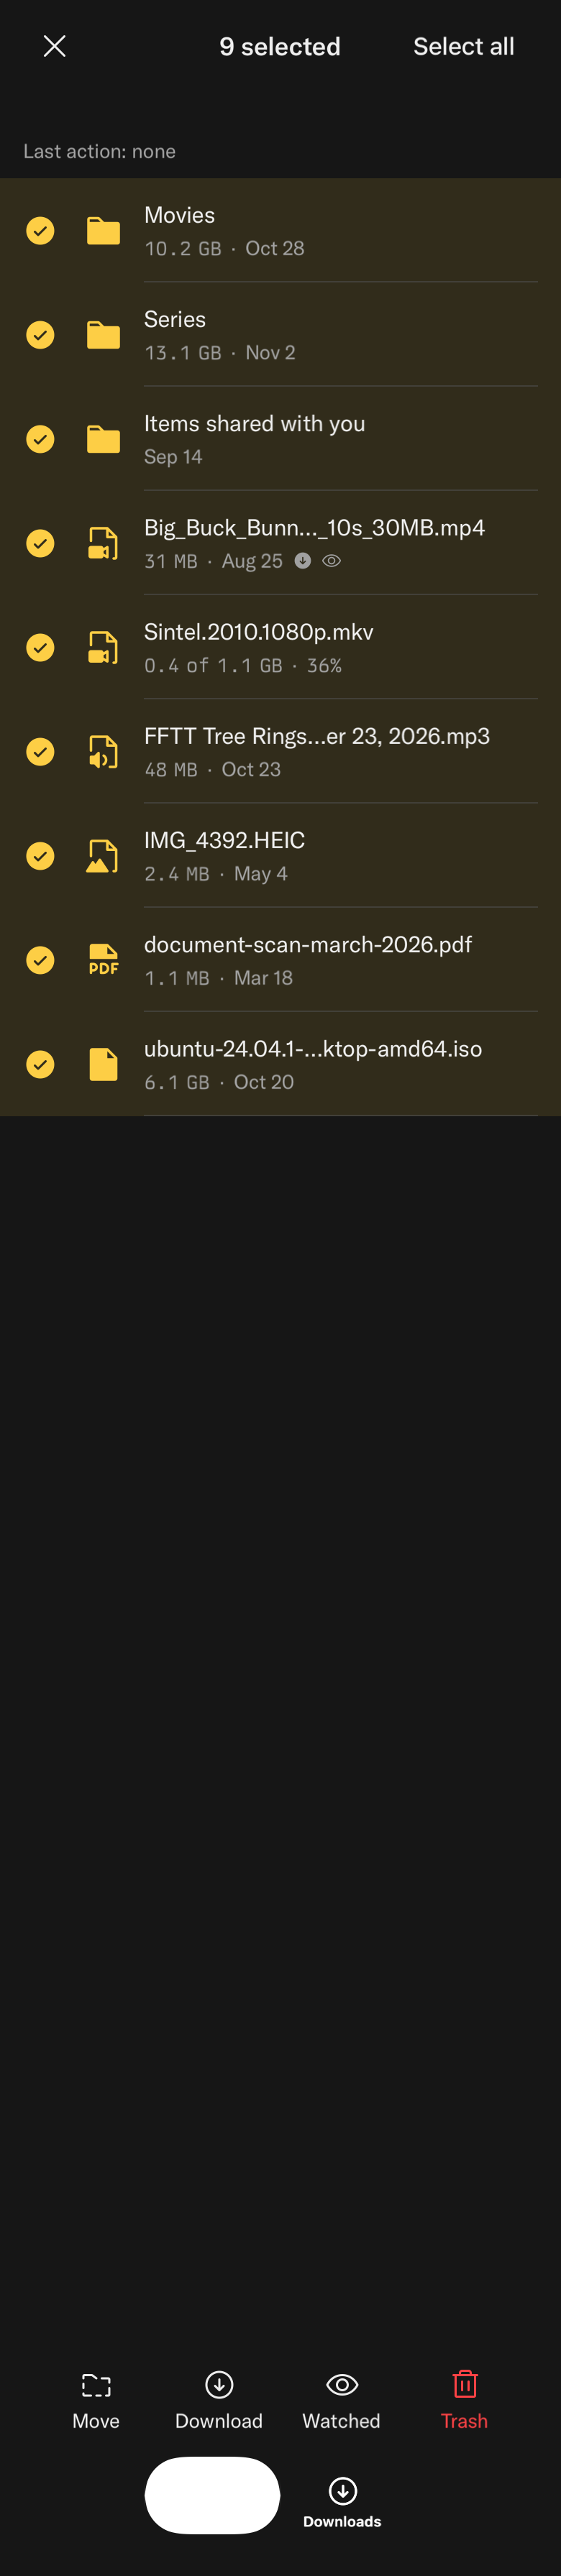 9 selected
Select all
Last action: none
Movies
10.2 GB · Oct 28
Series
13.1 GB · Nov 2
Items shared with you
Sep 14
Big_Buck_Bunn..._10s_30MB.mp4
31 MB · Aug 25
Sintel.2010.1080p.mkv
0.4 of 1.1 GB · 36%
FFTT Tree Rings...er 23, 2026.mp3
48 MB · Oct 23
IMG_4392.HEIC
2.4 MB · May 4
PDF
document-scan-march-2026.pdf
1.1 MB · Mar 18
ubuntu-24.04.1-...ktop-amd64.iso
6.1 GB · Oct 20
Move
Download
Watched
Trash
Downloads